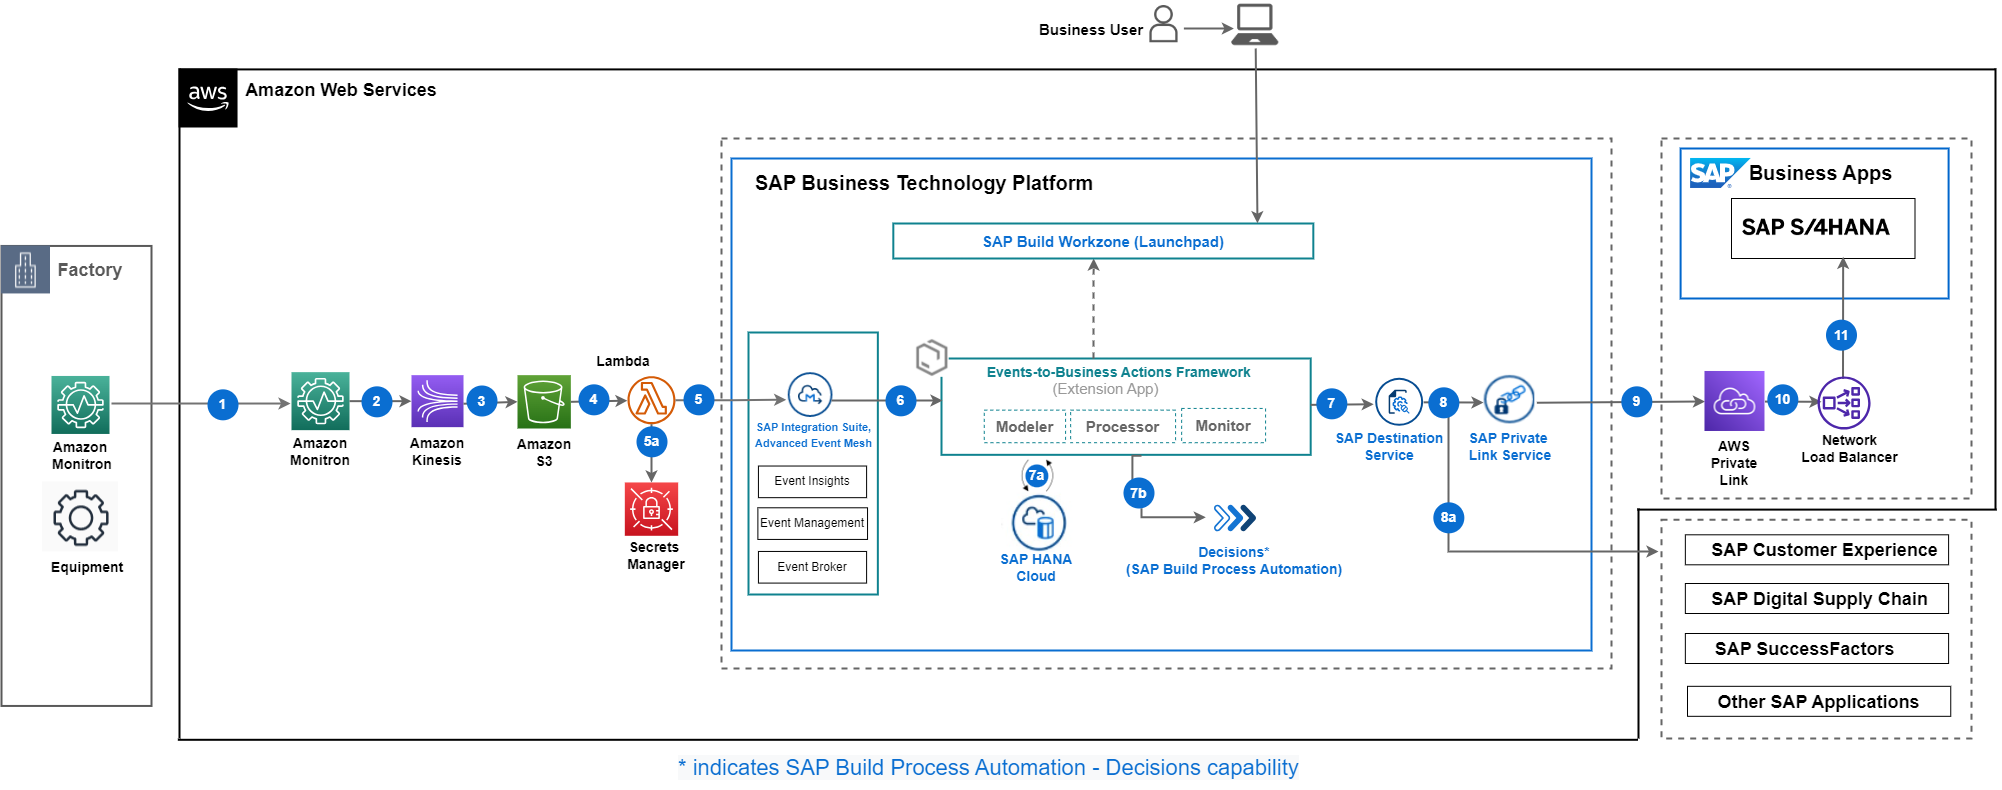 Business User
aws
Amazon Web Services
SAP Business Technology Platform
SAP
Business Apps
SAP S/4HANA
SAP Build Workzone (Launchpad)
Factory
11
Lambda
Events-to-Business Actions Framework
(Extension App)
1
2
3
4
5
6
7
8
9
10
Modeler
Processor
Monitor
Amazon
Monitron
Amazon
Monitron
Amazon
Kinesis
Amazon
S3
5a
SAP Integration Suite,
Advanced Event Mesh
SAP Destination
Service
SAP Private
Link Service
AWS
Private
Link
Network
Load Balancer
Event Insights
Event Management
Event Broker
7a
7b
8a
Equipment
Secrets
Manager
SAP HANA
Cloud
Decisions*
(SAP Build Process Automation)
SAP Customer Experience
SAP Digital Supply Chain
SAP SuccessFactors
Other SAP Applications
* indicates SAP Build Process Automation - Decisions capability